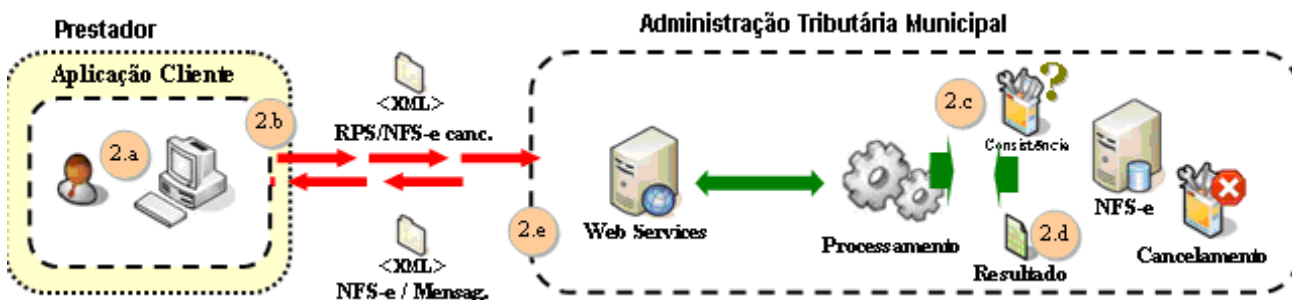 Prestador
Administração Tributária Municipal
Aplicação Cliente
<XML>
RPS/NFS-e canc.
2.a
2.b
2.c
Consistência
2.e
Web Services
Processamento
2.d
Resultado
NFS-e
Cancelamento
<XML>
NFS-e / Mensag.